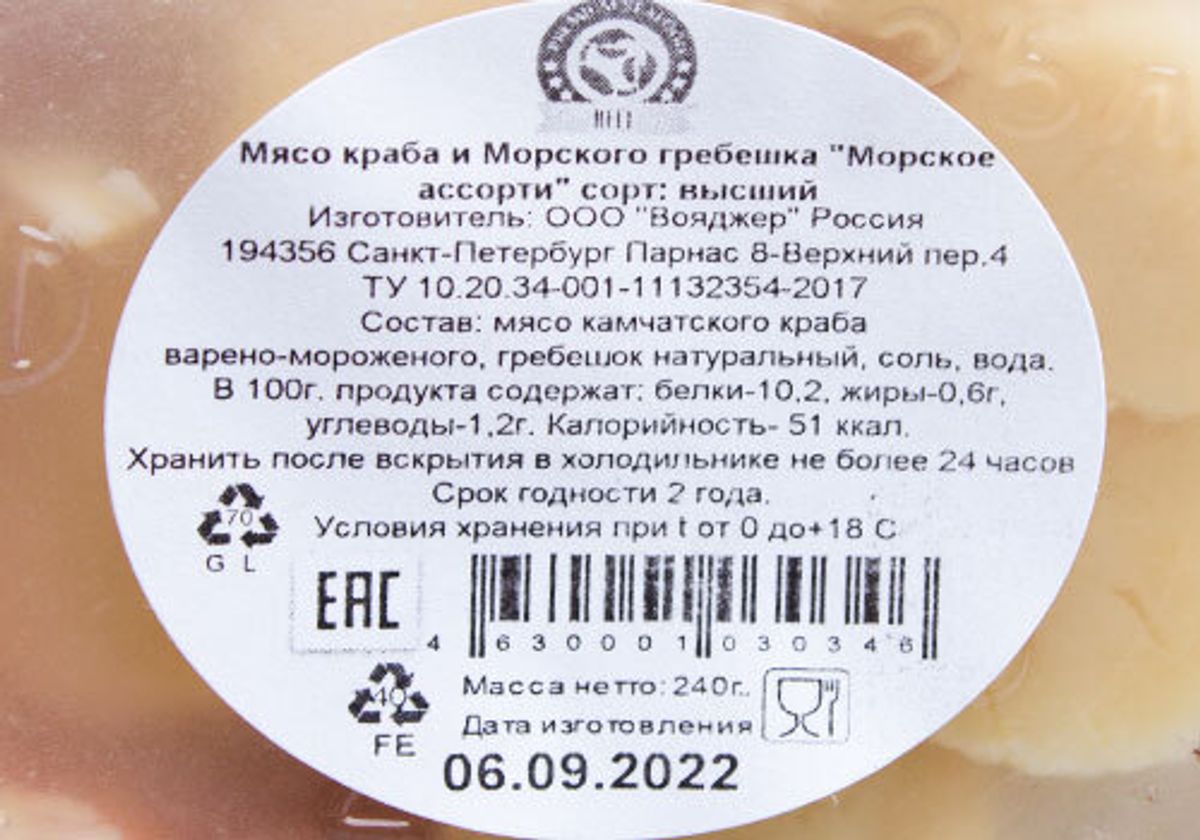 Мясо краба и Морского гребешка "Морское
ассорти" сорт: высший
Изготовитель: ООО "Вояджер" Россия
194356 Санкт-Петербург Парнас 8-Верхний пер.4
ТУ 10.20.34-001-11132354-2017
Состав: мясо камчатского краба
варено-мороженого, гребешок натуральный, соль, вода.
В 100г. продукта содержат: белки-10,2, жиры-0,6г,
углеводы-1,2г. Калорийность- 51 ккал.
Хранить после вскрытия в холодильнике не более 24 часов
Срок годности 2 года.
Условия хранения при t от 0 до+18 С
70
G L
EAC
4 630001 030346
40
FE
Масса нетто: 240г..
Дата изготовления
06.09.2022